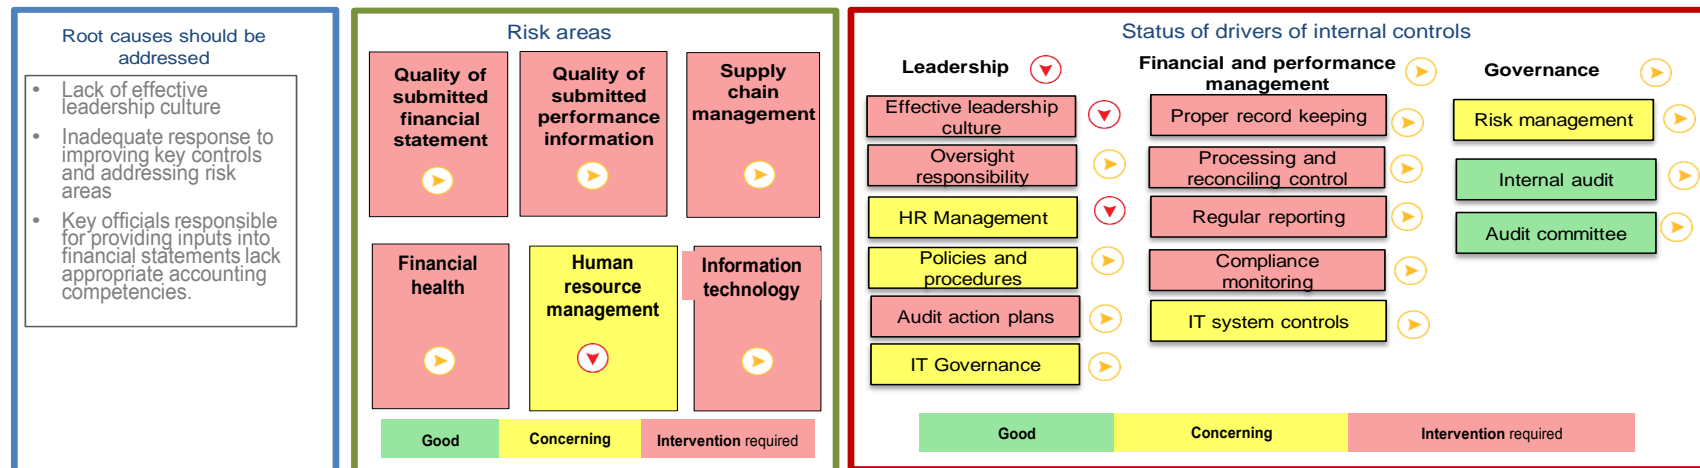 Root causes should be
addressed
• Lack of effective
leadership culture
• Inadequate response to
improving key controls
and addressing risk
areas
• Key officials responsible
for providing inputs into
financial statements lack
appropriate accounting
competencies.
Risk areas
Quality of
submitted
financial
statement
Quality of
submitted
performance
information
Supply
chain
management
Financial
health
Human
resource
management
Information
technology
Good
Concerning
Intervention required
Status of drivers of internal controls
Leadership
Effective leadership
culture
Oversight
responsibility
HR Management
Policies and
procedures
Audit action plans
IT Governance
Financial and performance
management
Proper record keeping
Processing and
reconciling control
Regular reporting
Compliance
monitoring
IT system controls
Governance
Risk management
Internal audit
Audit committee
Good
Concerning
Intervention required